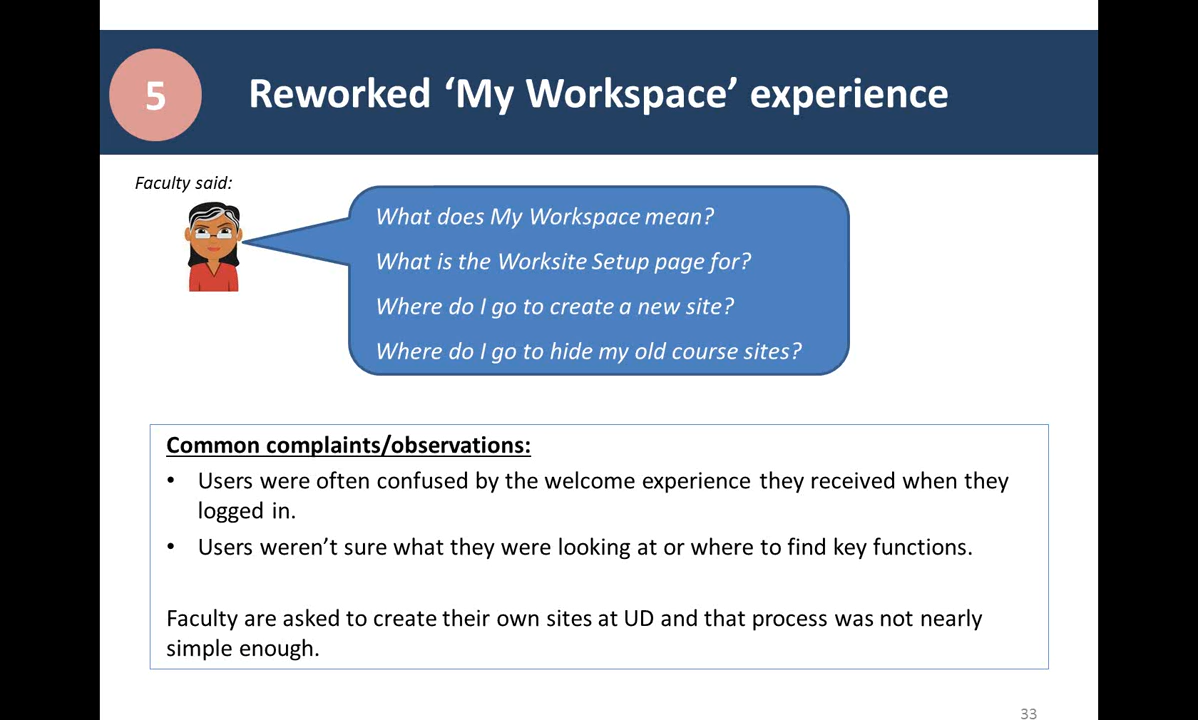 5
Reworked ‘My Workspace’ experience
Faculty said:
What does My Workspace mean?
What is the Worksite Setup page for?
Where do I go to create a new site?
Where do I go to hide my old course sites?
Common complaints/observations:
• Users were often confused by the welcome experience they received when they
logged in.
• Users weren’t sure what they were looking at or where to find key functions.
Faculty are asked to create their own sites at UD and that process was not nearly
simple enough.
33